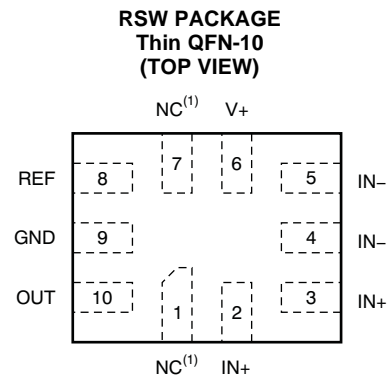 RSW PACKAGE
Thin QFN-10
(TOP VIEW)
NC(1) V+
7 6
REF 8 5 IN–
GND 9 4 IN–
OUT 10 3 IN+
1 2
NC(1) IN+